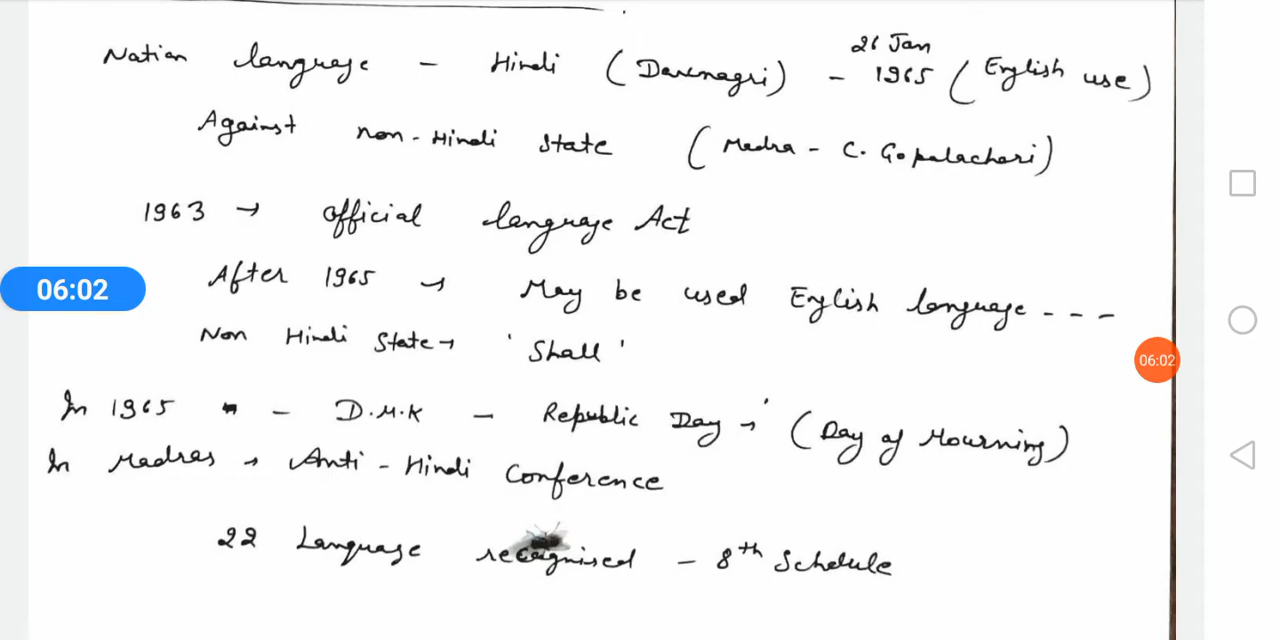 26 Jan
Nation language - Hindi (Darenagri) - 1965 (English use)
Against non-Hindi State (Madra - C. Gopalachari)
1963 → official language Act
After 1965 → May be used English language - - -
06:02
Non Hindi State → 'Shall'
06:02
In 1965 - D.M.K - Republic Day → (Day of Mourning)
In Madras → Anti - Hindi Conference
22 Language recognised - 8th Schedule